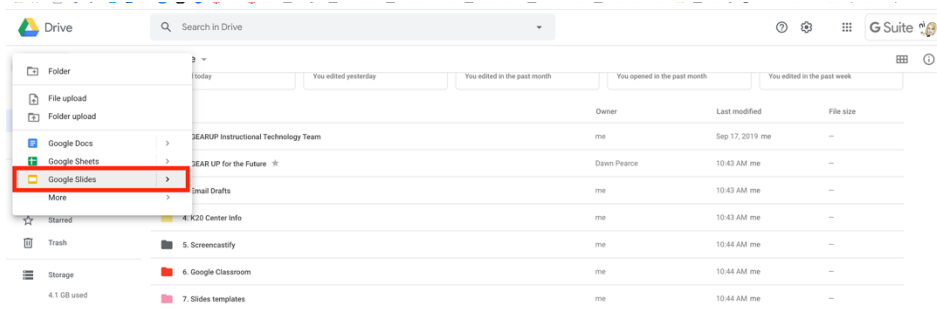 Drive
Search in Drive
G Suite
Folder
File upload
Folder upload
Google Docs
Google Sheets
Google Slides
More
Starred
Trash
Storage
4.1 GB used
today
You edited yesterday
You edited in the past month
You opened in the past month
You edited in the past week
Owner Last modified File size
GEARUP Instructional Technology Team me Sep 17, 2019 me –
GEAR UP for the Future Dawn Pearce 10:43 AM me –
Email Drafts me 10:43 AM me –
4. K20 Center Info me 10:43 AM me –
5. Screencastify me 10:44 AM me –
6. Google Classroom me 10:44 AM me –
7. Slides templates me 10:44 AM me –